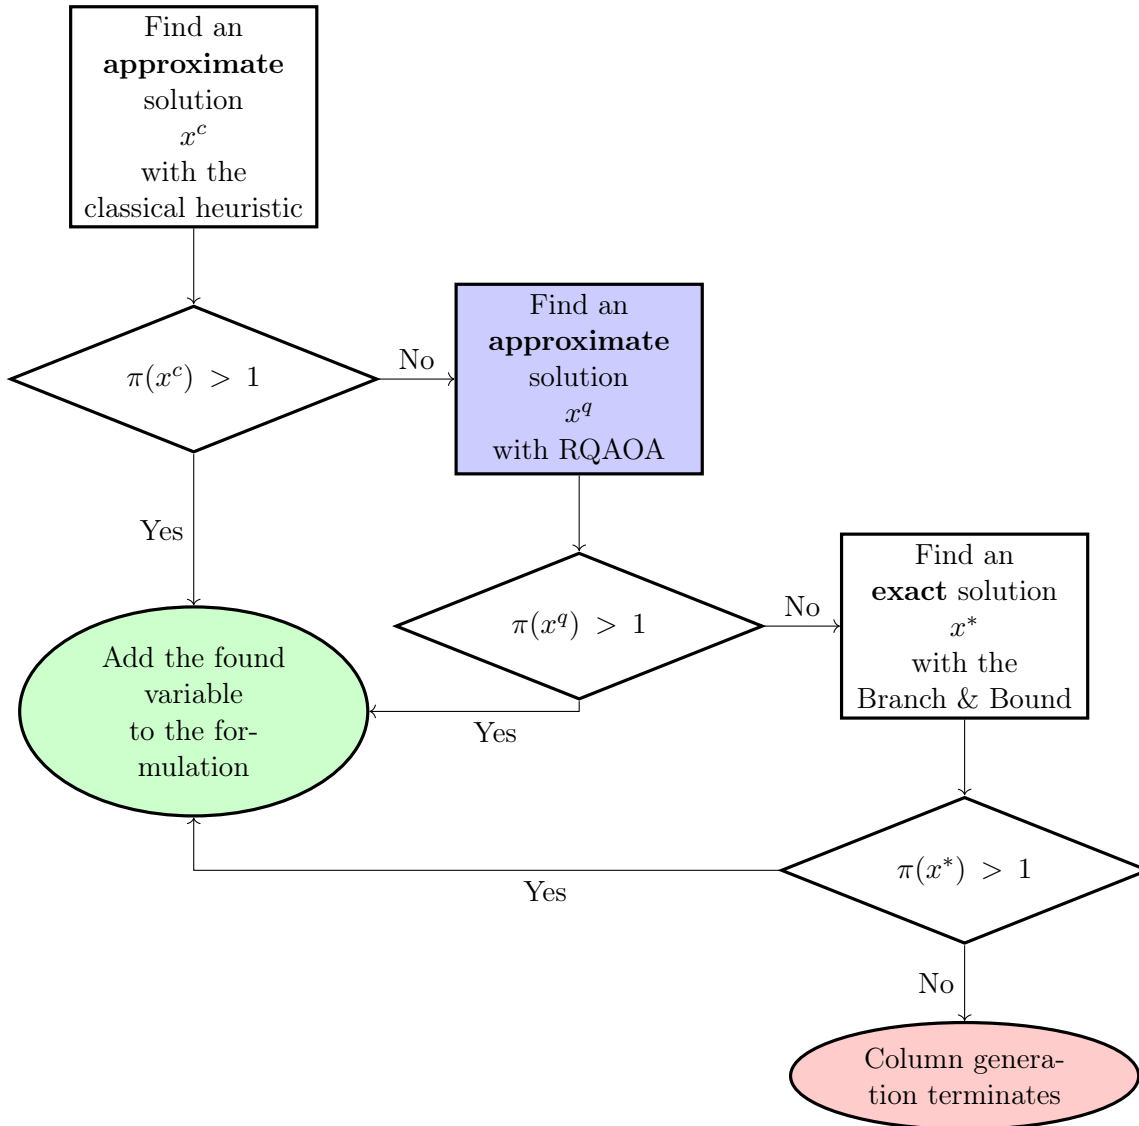 Find an
approximate
solution
x^c
with the
classical heuristic
π(x^c) > 1
No
Find an
approximate
solution
x^q
with RQAOA
Yes
π(x^q) > 1
No
Find an
exact solution
x*
with the
Branch & Bound
Add the found
variable
to the for-
mulation
Yes
π(x*) > 1
Yes
No
Column genera-
tion terminates